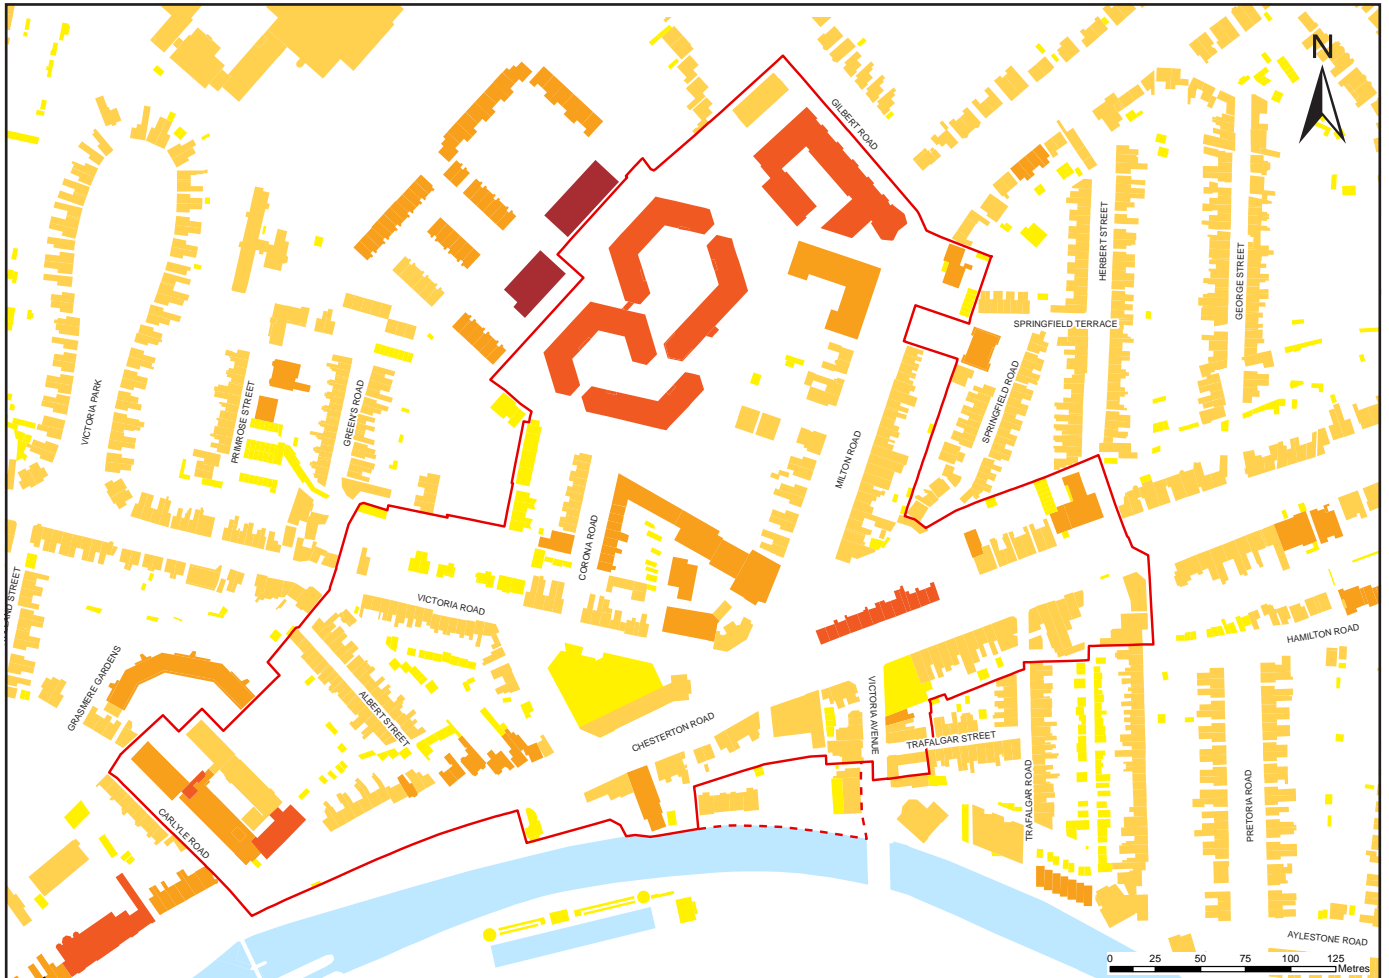 N
GILBERT ROAD
HERBERT STREET
GEORGE STREET
SPRINGFIELD TERRACE
SPRINGFIELD ROAD
VICTORIA PARK
PRIMROSE STREET
GREEN'S ROAD
MILTON ROAD
CORONA ROAD
VICTORIA ROAD
HAMILTON ROAD
GRASMERE GARDENS
ALBERT STREET
CHESTERTON ROAD
VICTORIA AVENUE
TRAFALGAR STREET
TRAFALGAR ROAD
PRETORIA ROAD
CARLYLE ROAD
AYLESTONE ROAD
0 25 50 75 100 125
Metres